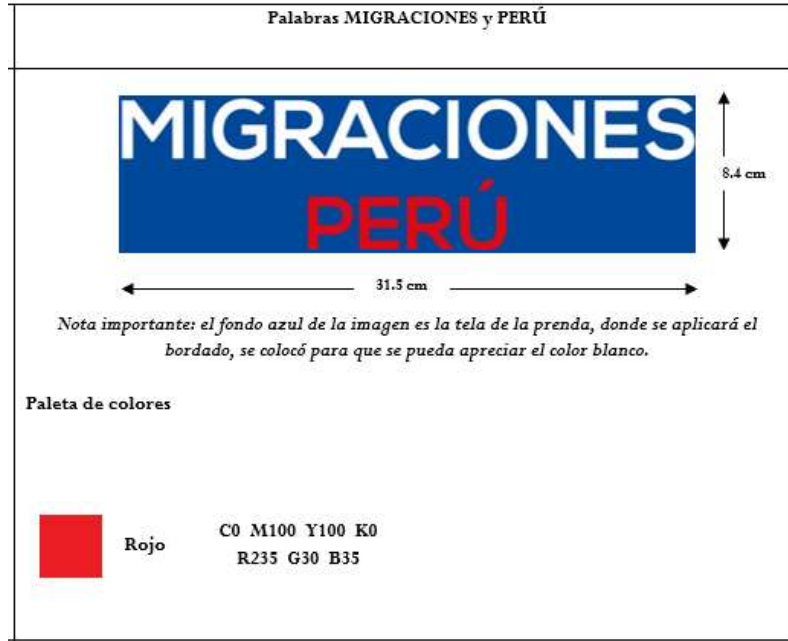 Palabras MIGRACIONES y PERÚ
MIGRACIONES
PERÚ
8.4 cm
31.5 cm
Nota importante: el fondo azul de la imagen es la tela de la prenda, donde se aplicará el
bordado, se colocó para que se pueda apreciar el color blanco.
Paleta de colores
Rojo
C0 M100 Y100 K0
R235 G30 B35